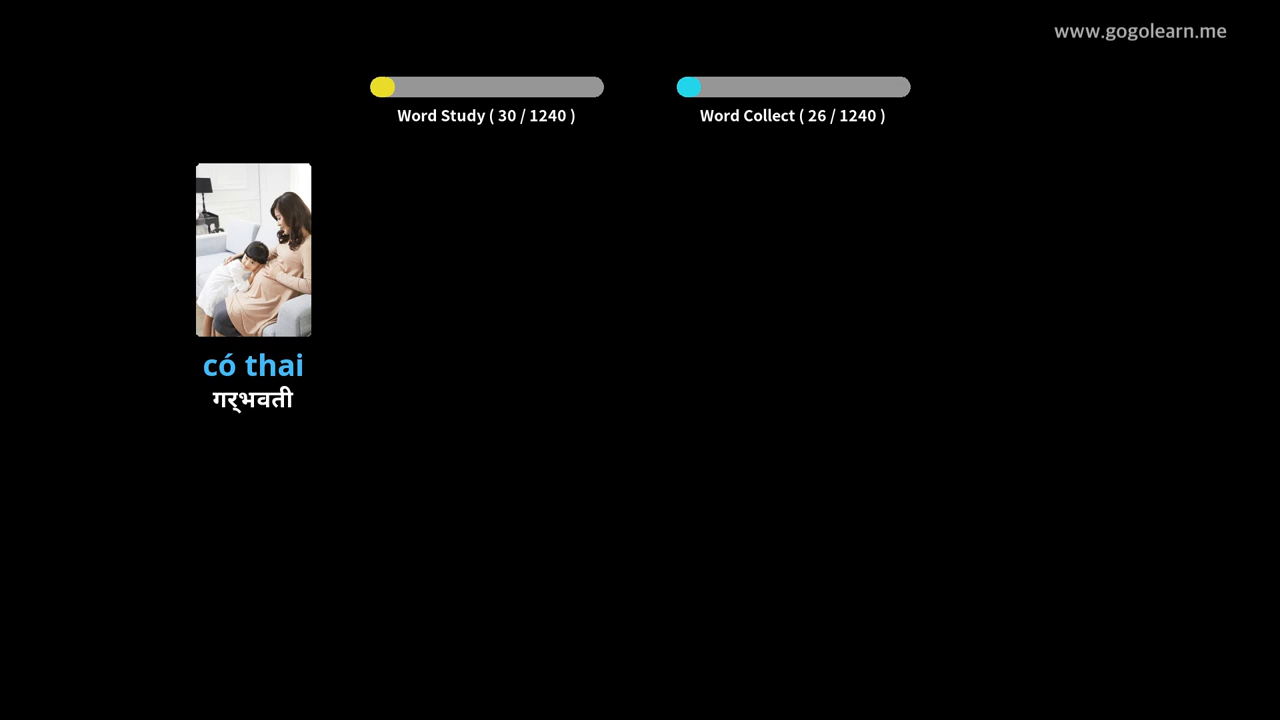 www.gogolearn.me
Word Study ( 30 / 1240 )
Word Collect ( 26 / 1240 )
có thai
गर्भवती